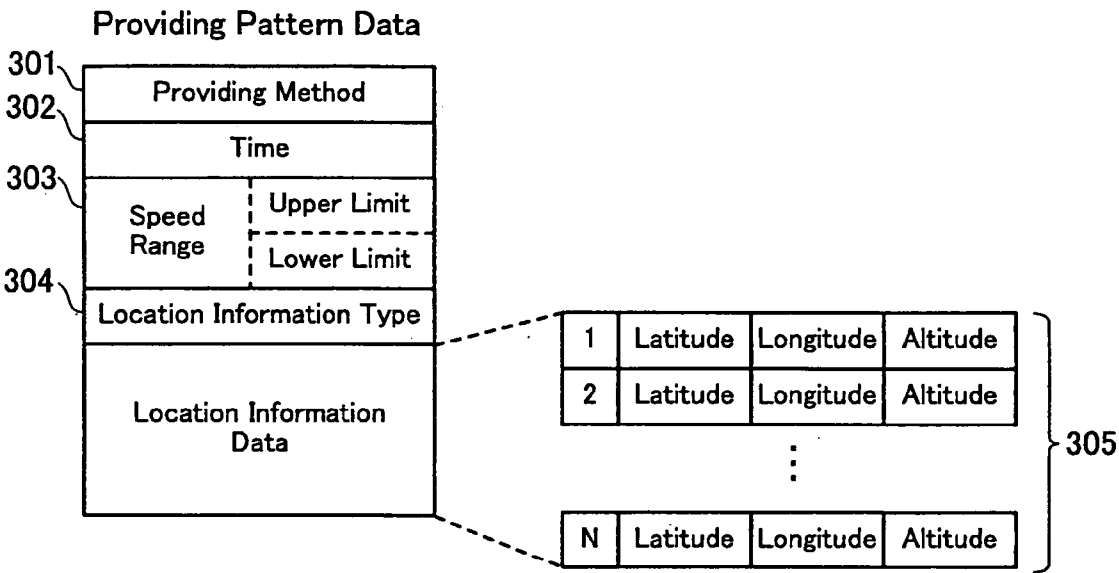 Providing Pattern Data
301
Providing Method
302
Time
303
Speed
Range
Upper Limit
Lower Limit
304
Location Information Type
Location Information
Data
1 Latitude Longitude Altitude
2 Latitude Longitude Altitude
⋮
N Latitude Longitude Altitude
305